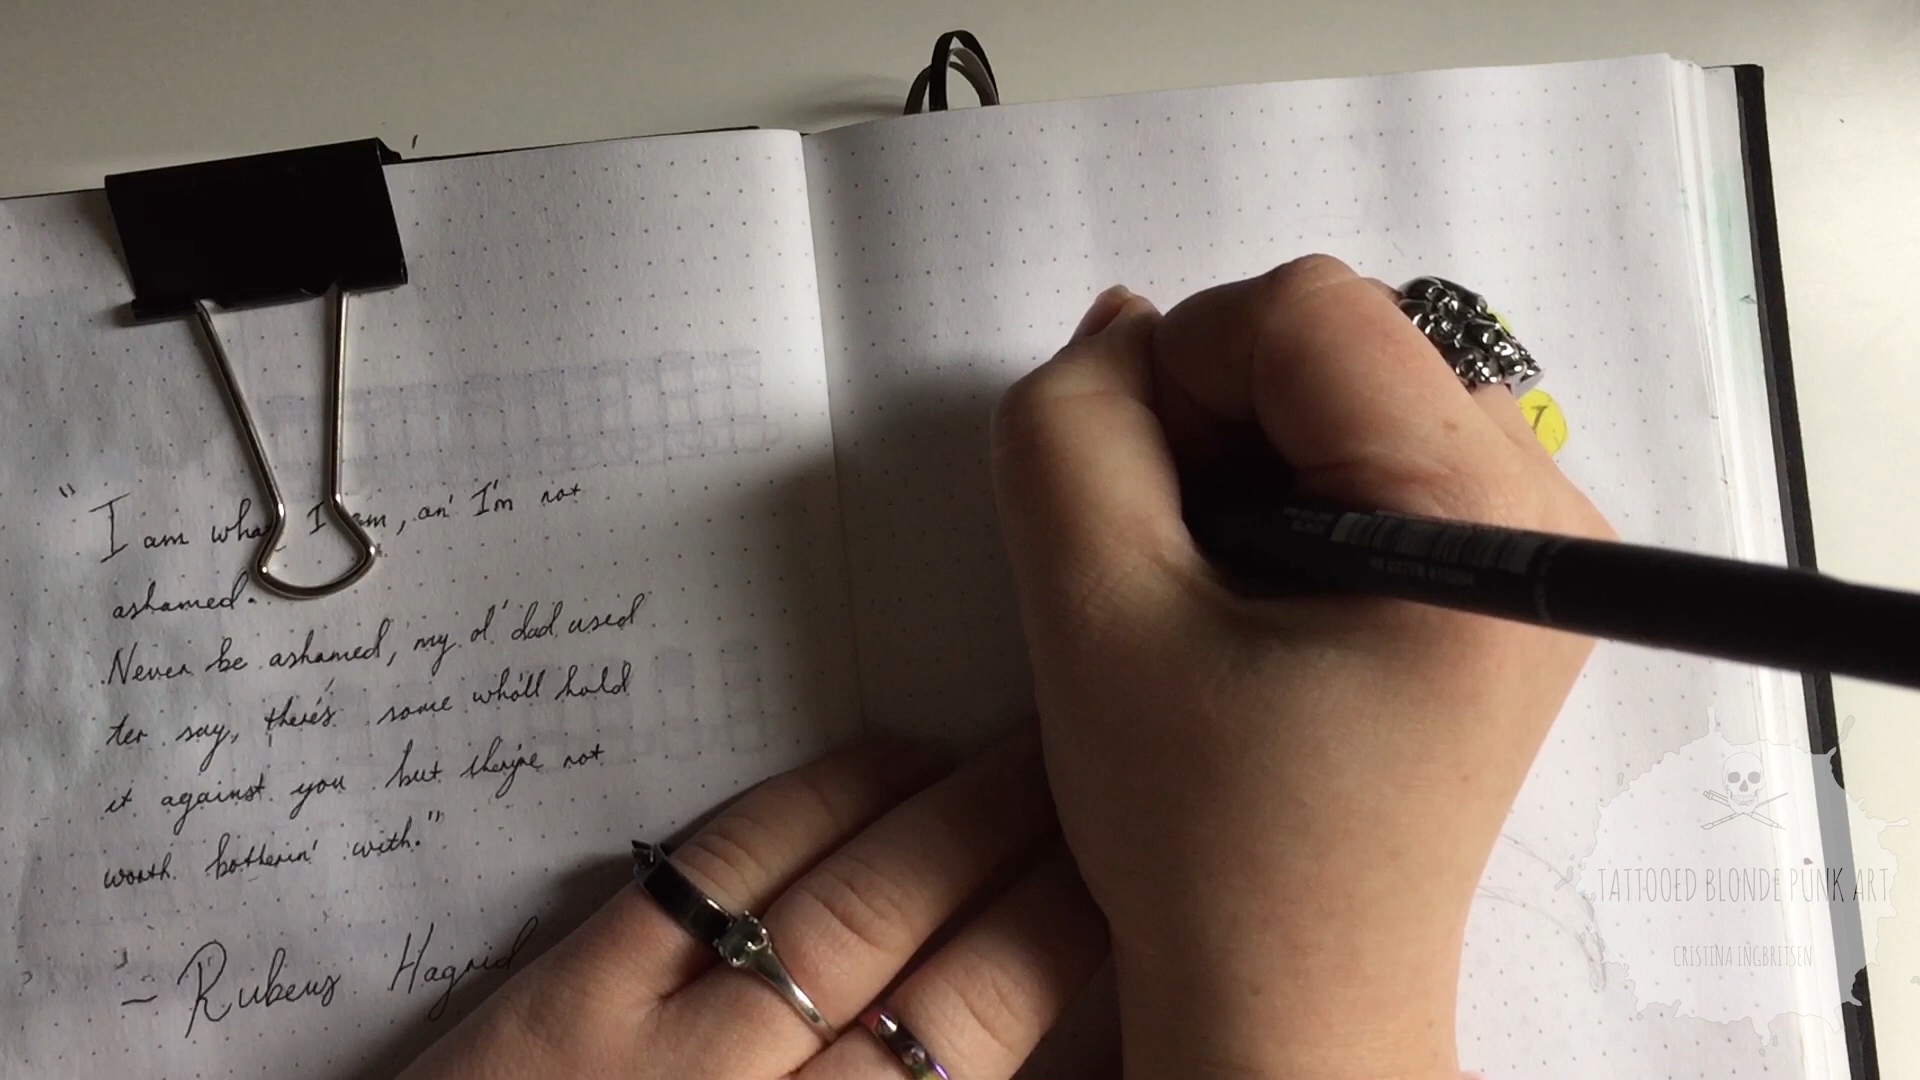 "I am what I am, an' I'm not
ashamed.
Never be ashamed, my ol' dad used
ter say, there's some who'll hold
it against you but they're not
worth botherin' with."
- Rubeus Hagrid
1
TATTOOED BLONDE PUNK ART
CRISTINA INGBRITSEN